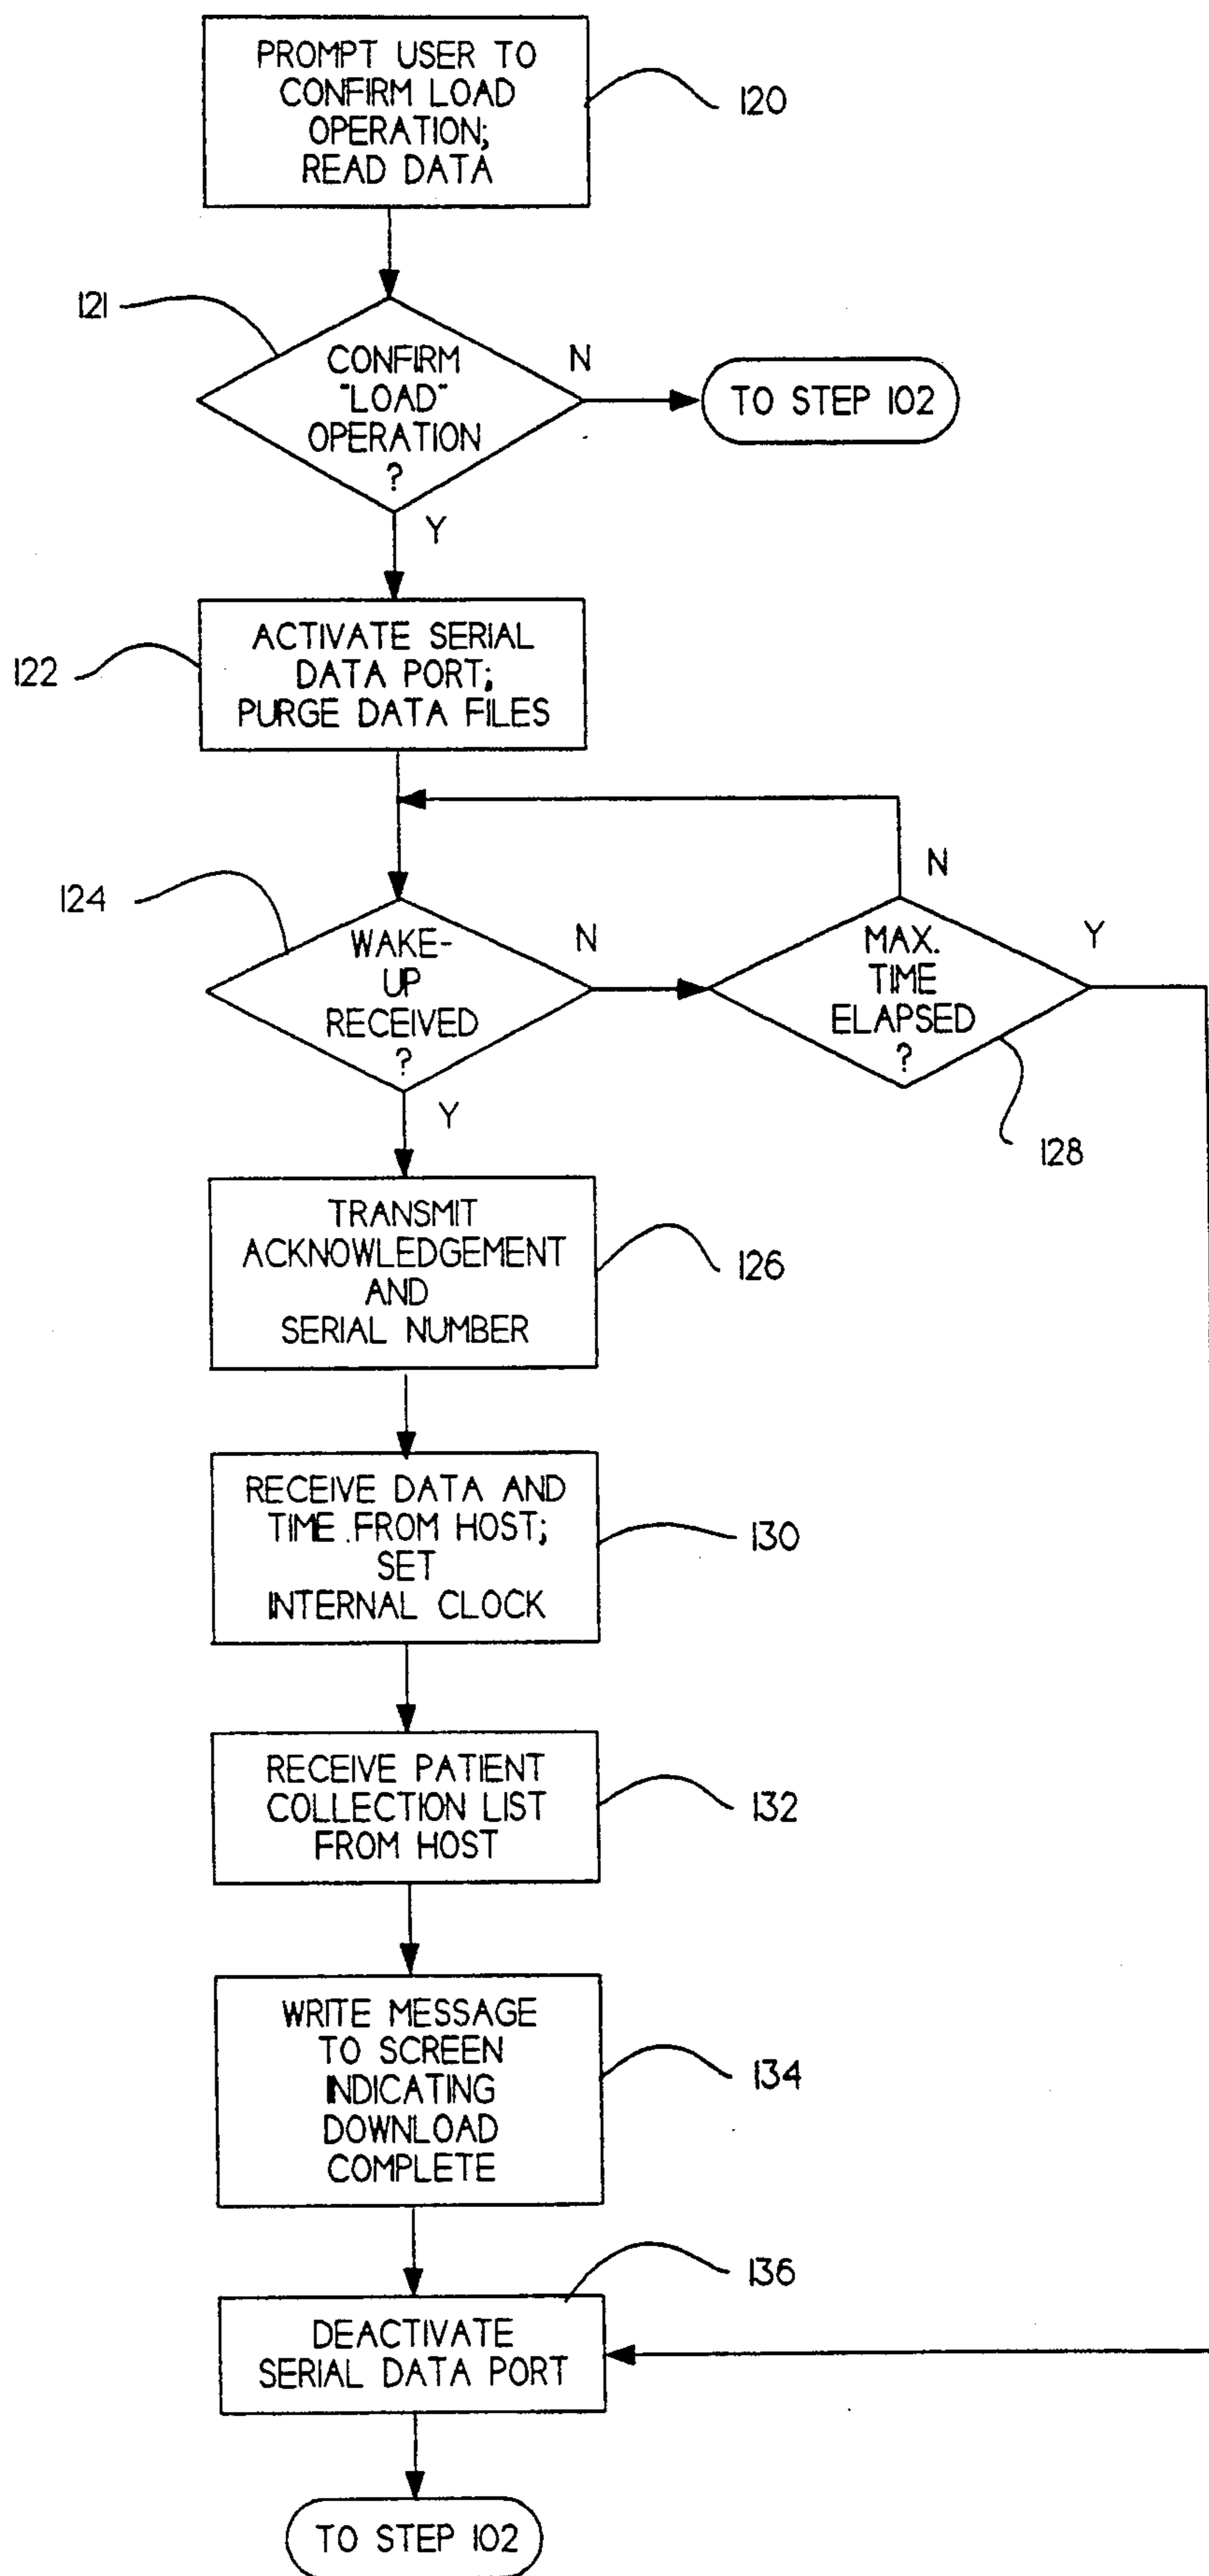 PROMPT USER TO
CONFIRM LOAD
OPERATION;
READ DATA
120
121
CONFIRM
"LOAD"
OPERATION
?
N
TO STEP 102
Y
ACTIVATE SERIAL
DATA PORT;
PURGE DATA FILES
122
124
WAKE-
UP
RECEIVED
?
N
MAX.
TIME
ELAPSED
?
N
Y
128
Y
TRANSMIT
ACKNOWLEDGEMENT
AND
SERIAL NUMBER
126
RECEIVE DATA AND
TIME FROM HOST;
SET
INTERNAL CLOCK
130
RECEIVE PATIENT
COLLECTION LIST
FROM HOST
132
WRITE MESSAGE
TO SCREEN
INDICATING
DOWNLOAD
COMPLETE
134
136
DEACTIVATE
SERIAL DATA PORT
TO STEP 102